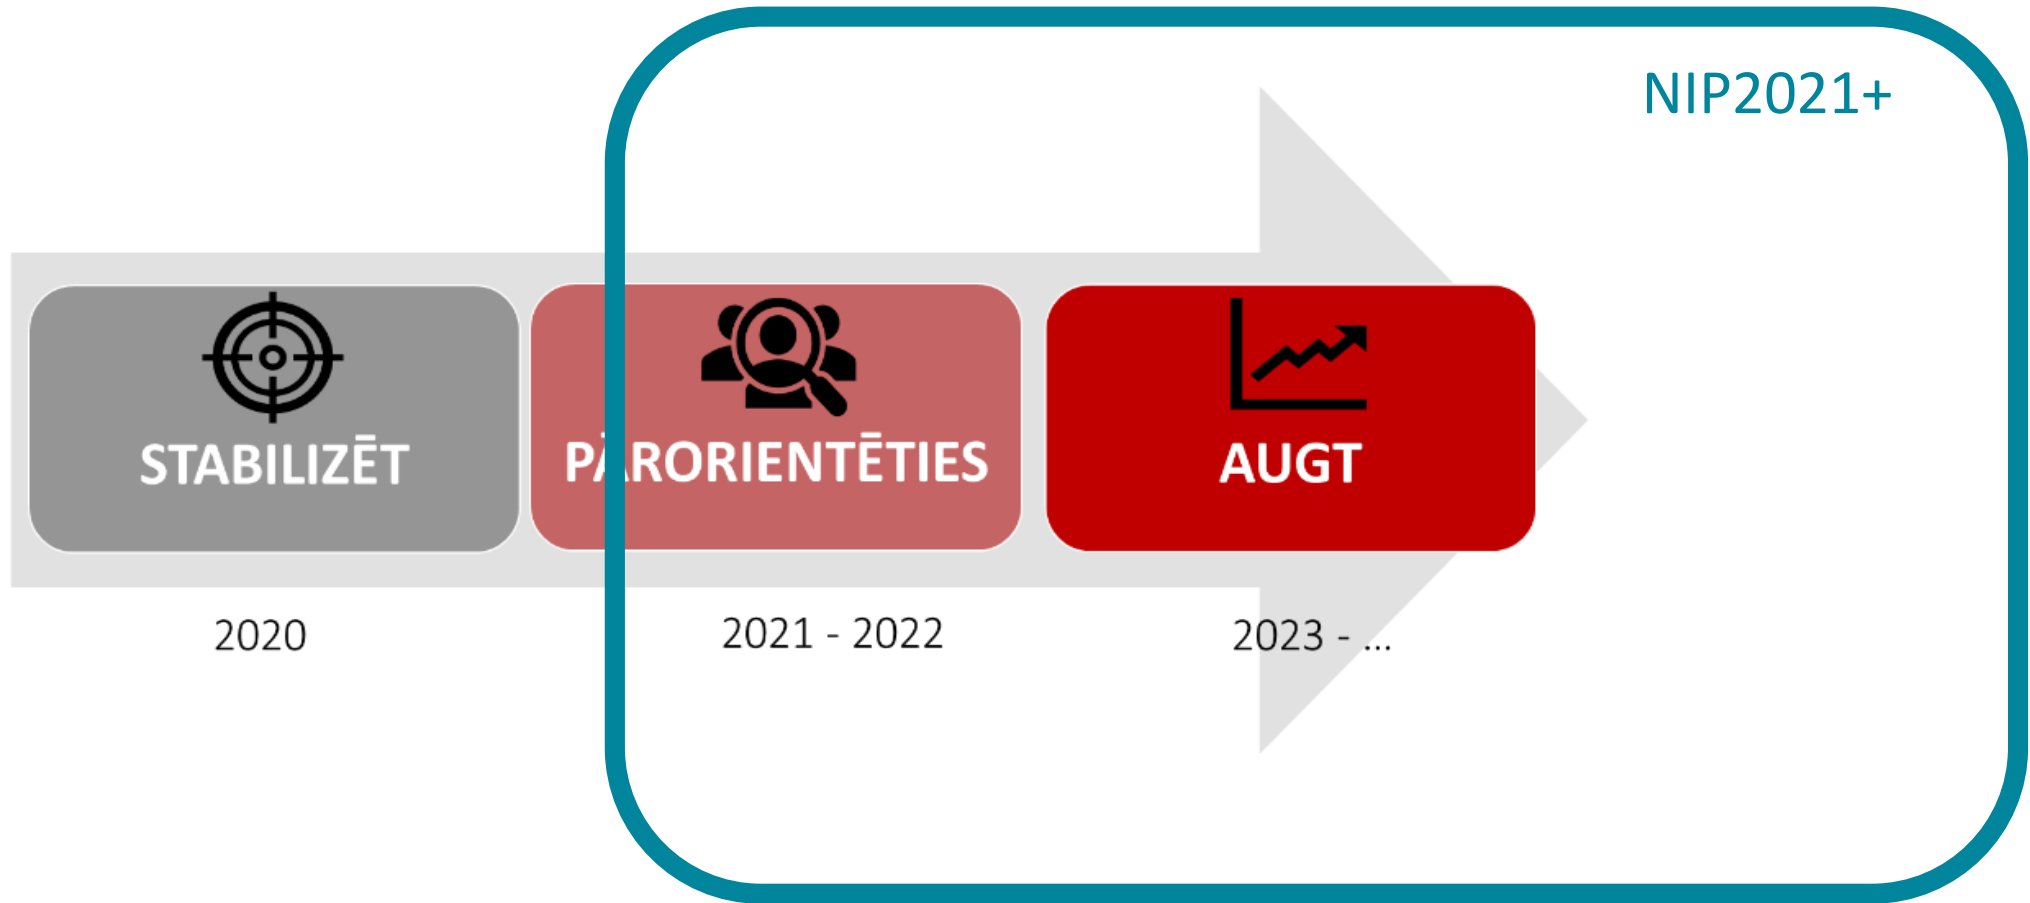 NIP2021+
STABILIZĒT
PĀRORIENTĒTIES
AUGT
2020
2021 - 2022
2023 - ...